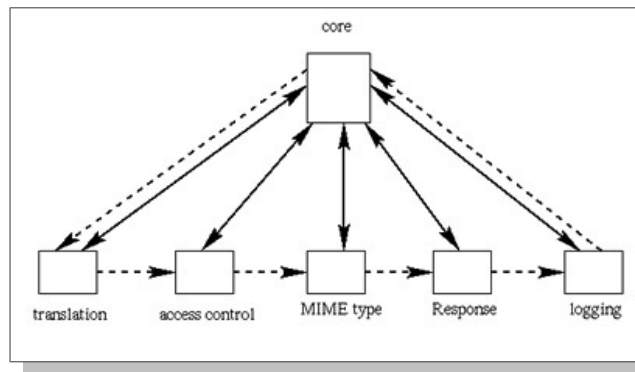 core
translation
access control
MIME type
Response
logging